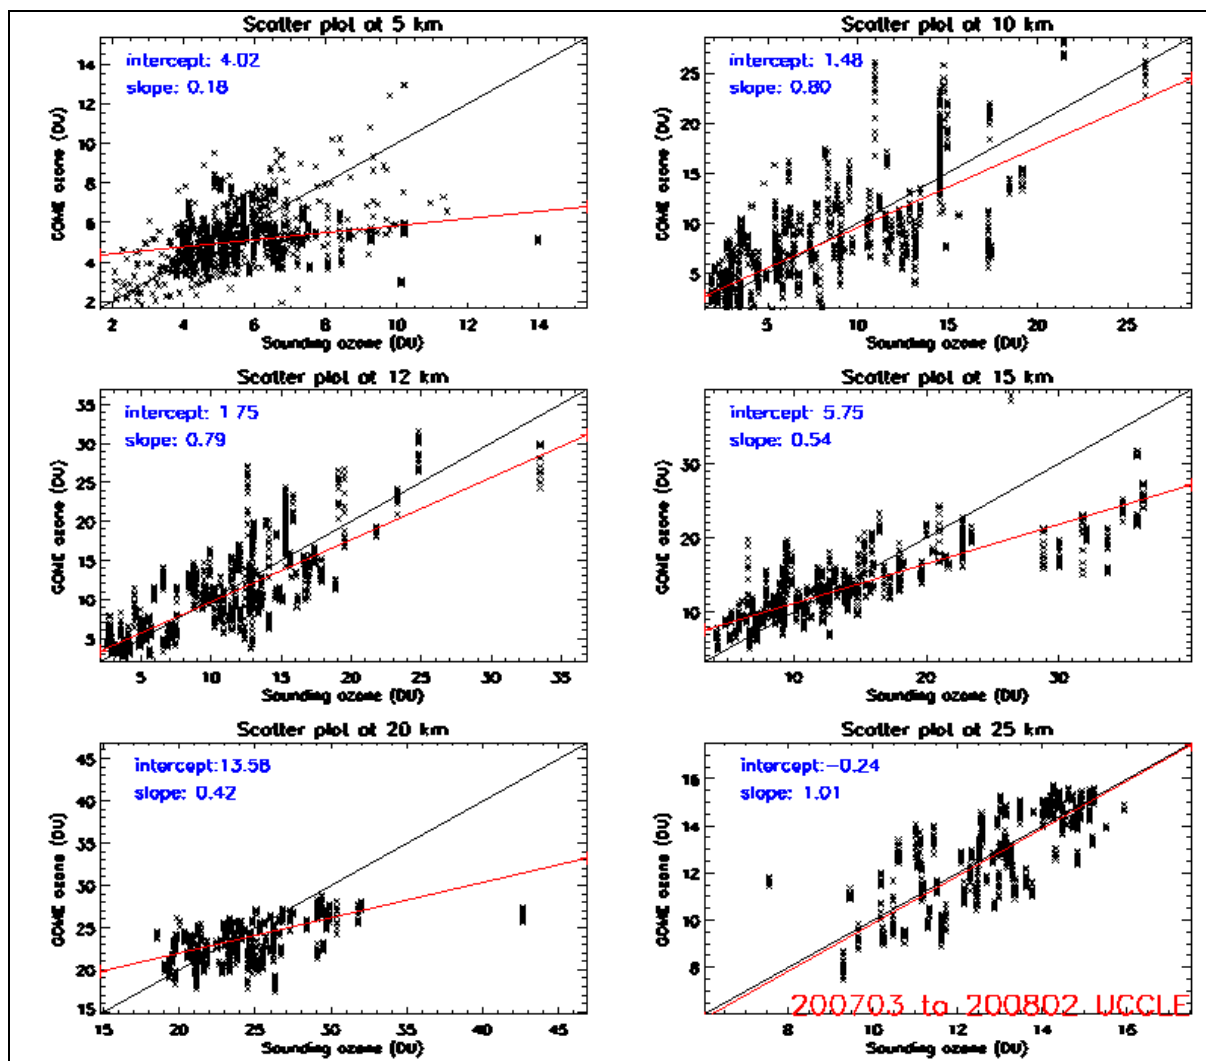 Scatter plot at 5 km
intercept: 4.02
slope: 0.18
GOME ozone (DU)
14
12
10
8
6
4
2
2 4 6 8 10 12 14
Sounding ozone (DU)
Scatter plot at 10 km
intercept: 1.48
slope: 0.80
GOME ozone (DU)
25
20
15
10
5
5 10 15 20 25
Sounding ozone (DU)
Scatter plot at 12 km
intercept: 1.75
slope: 0.79
GOME ozone (DU)
35
30
25
20
15
10
5
5 10 15 20 25 30 35
Sounding ozone (DU)
Scatter plot at 15 km
intercept: 5.75
slope: 0.54
GOME ozone (DU)
30
20
10
10 20 30
Sounding ozone (DU)
Scatter plot at 20 km
intercept:13.58
slope: 0.42
GOME ozone (DU)
45
40
35
30
25
20
15
15 20 25 30 35 40 45
Sounding ozone (DU)
Scatter plot at 25 km
intercept:-0.24
slope: 1.01
GOME ozone (DU)
16
14
12
10
8
8 10 12 14 16
Sounding ozone (DU)
200703 to 200802 UCCLE